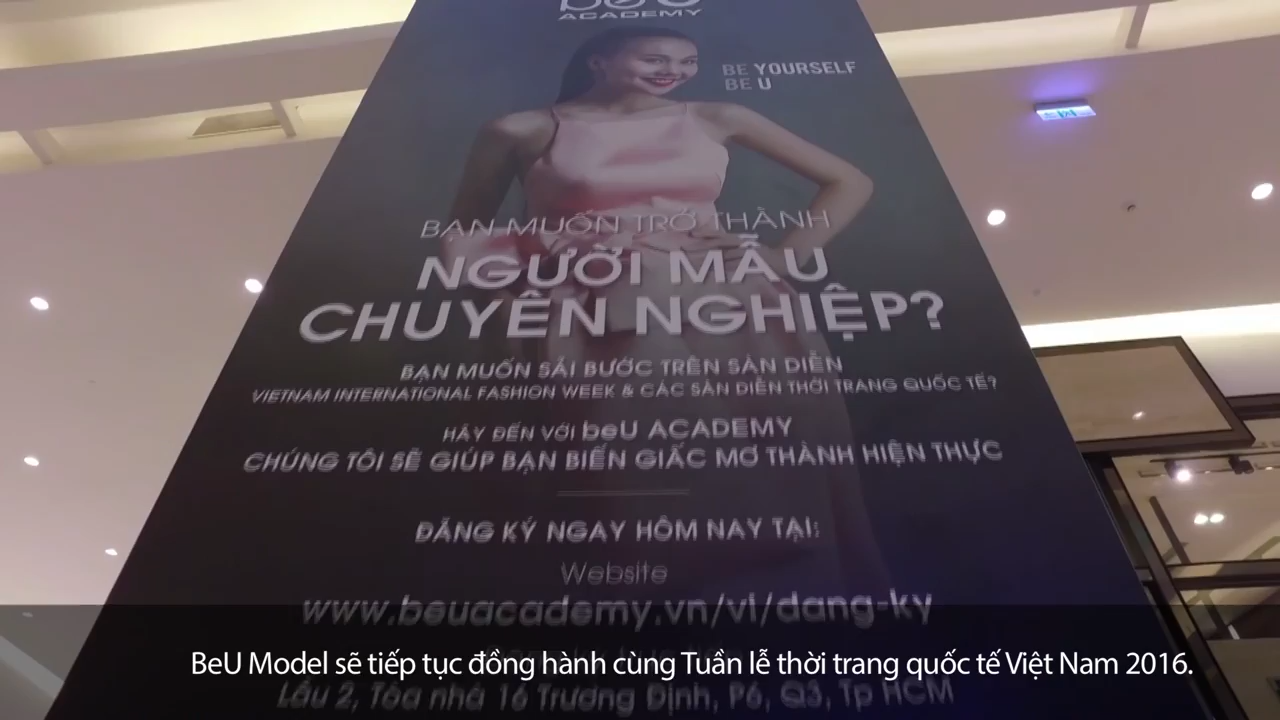 beU
ACADEMY
BE YOURSELF
BE U
BẠN MUỐN TRỞ THÀNH
NGƯỜI MẪU
CHUYÊN NGHIỆP?
BẠN MUỐN SẢI BƯỚC TRÊN SÀN DIỄN
VIETNAM INTERNATIONAL FASHION WEEK & CÁC SÀN DIỄN THỜI TRANG QUỐC TẾ?
HÃY ĐẾN VỚI beU ACADEMY
CHÚNG TÔI SẼ GIÚP BẠN BIẾN GIẤC MƠ THÀNH HIỆN THỰC
ĐĂNG KÝ NGAY HÔM NAY TẠI:
Website
www.beuacademy.vn/vi/dang-ky
BeU Model sẽ tiếp tục đồng hành cùng Tuần lễ thời trang quốc tế Việt Nam 2016.
Lầu 2, Tòa nhà 16 Trương Định, P6, Q3, Tp HCM